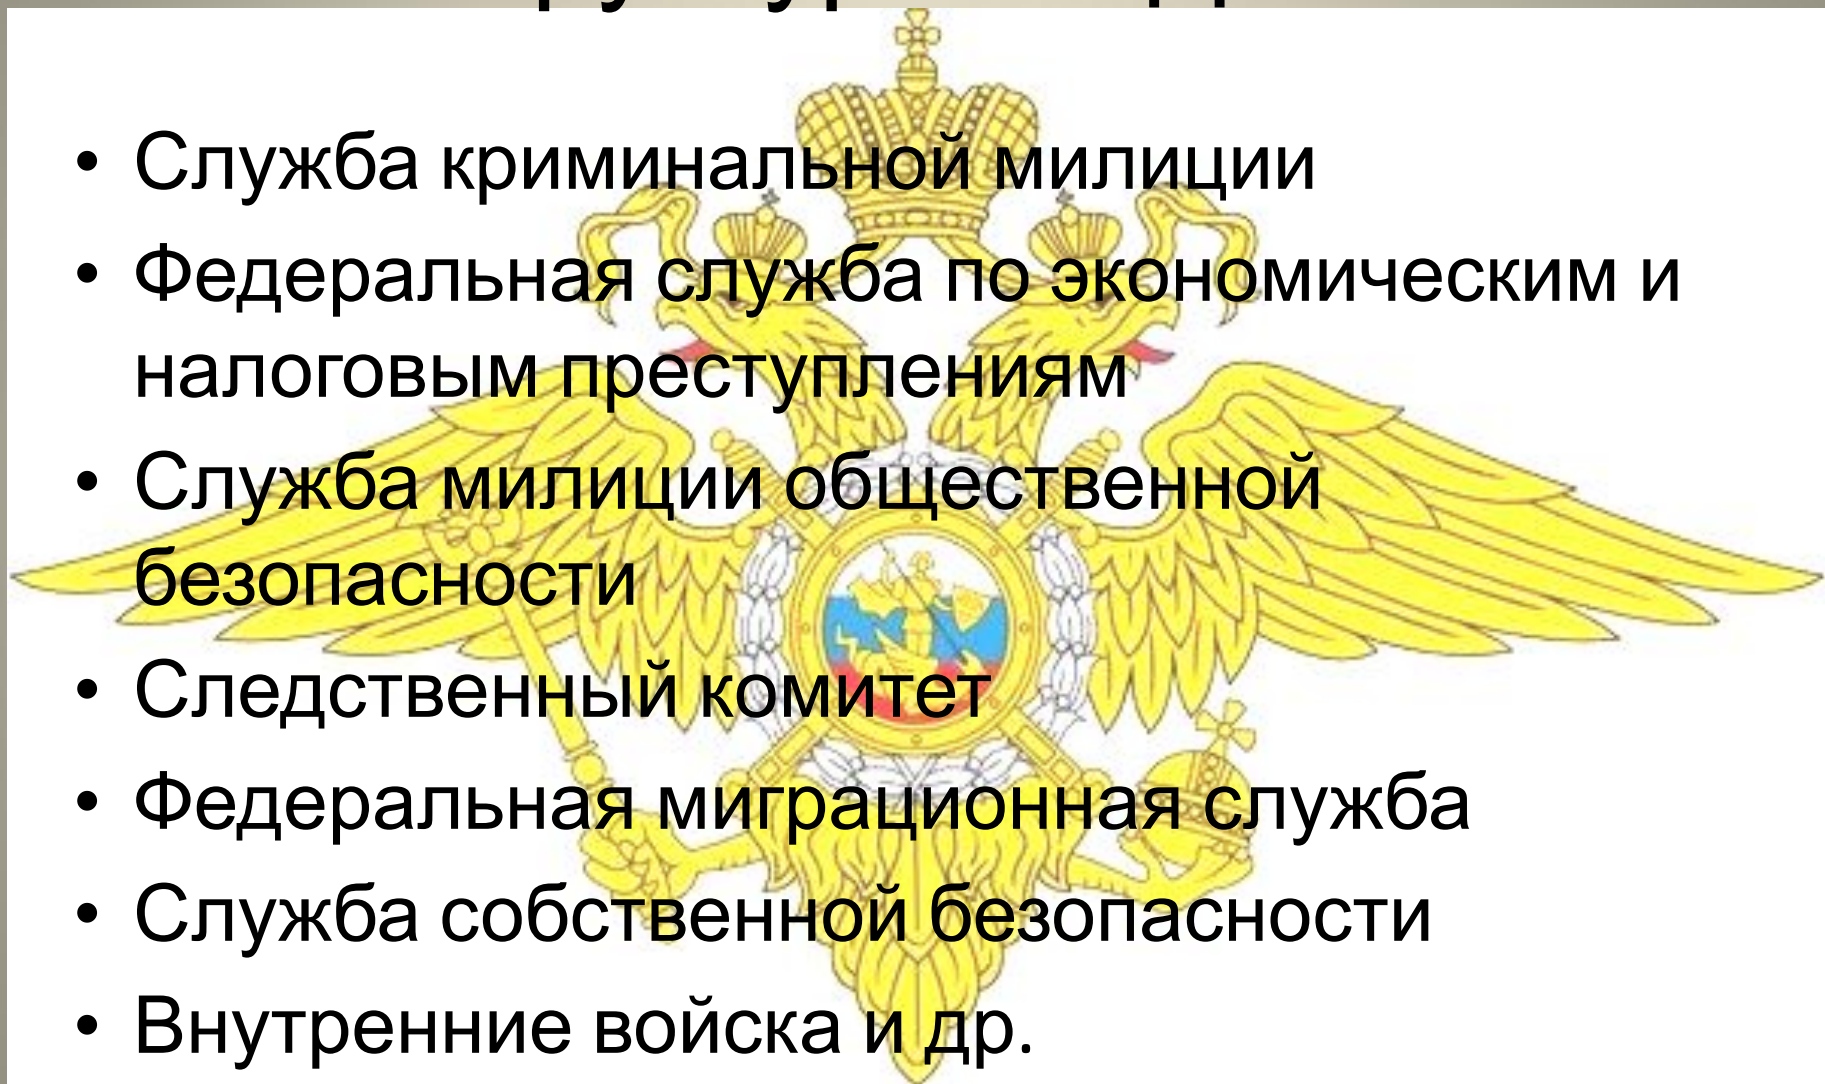 • Служба криминальной милиции
• Федеральная служба по экономическим и
налоговым преступлениям
• Служба милиции общественной
безопасности
• Следственный комитет
• Федеральная миграционная служба
• Служба собственной безопасности
• Внутренние войска и др.